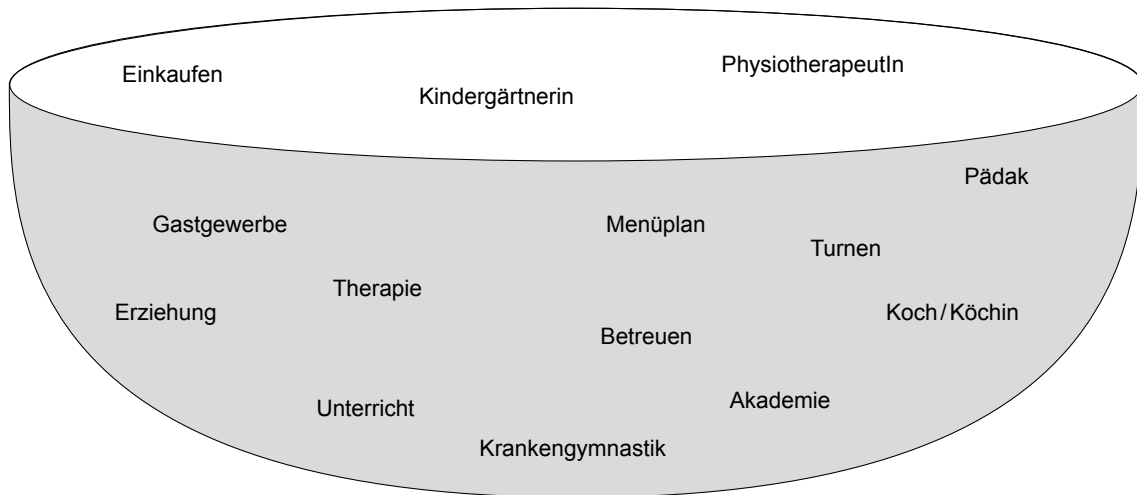 Einkaufen
Kindergärtnerin
PhysiotherapeutIn
Pädak
Gastgewerbe
Menüplan
Turnen
Therapie
Erziehung
Koch/Köchin
Betreuen
Unterricht
Akademie
Krankengymnastik